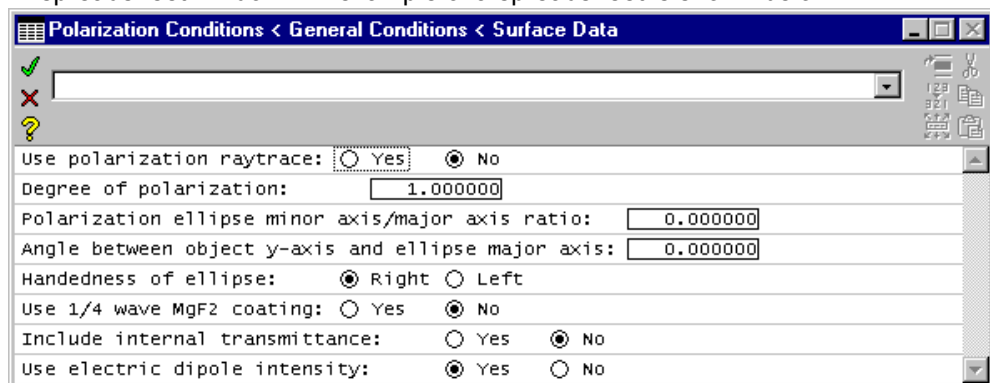 Polarization Conditions < General Conditions < Surface Data
Use polarization raytrace: Yes No
Degree of polarization: 1.000000
Polarization ellipse minor axis/major axis ratio: 0.000000
Angle between object y-axis and ellipse major axis: 0.000000
Handedness of ellipse: Right Left
Use 1/4 wave MgF2 coating: Yes No
Include internal transmittance: Yes No
Use electric dipole intensity: Yes No